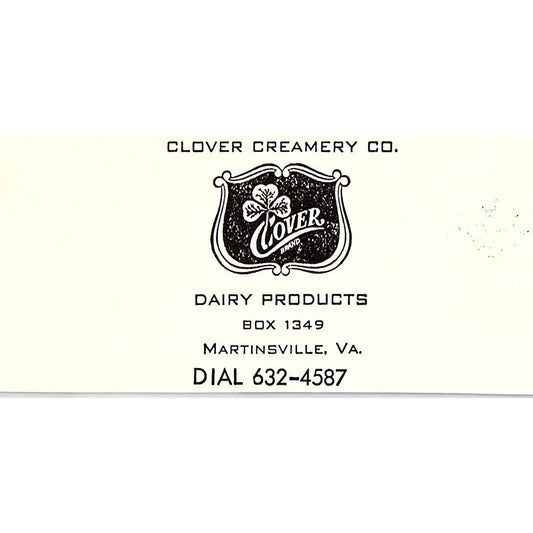 CLOVER CREAMERY CO.
CLOVER
BRAND
DAIRY PRODUCTS
BOX 1349
MARTINSVILLE, VA.
DIAL 632-4587